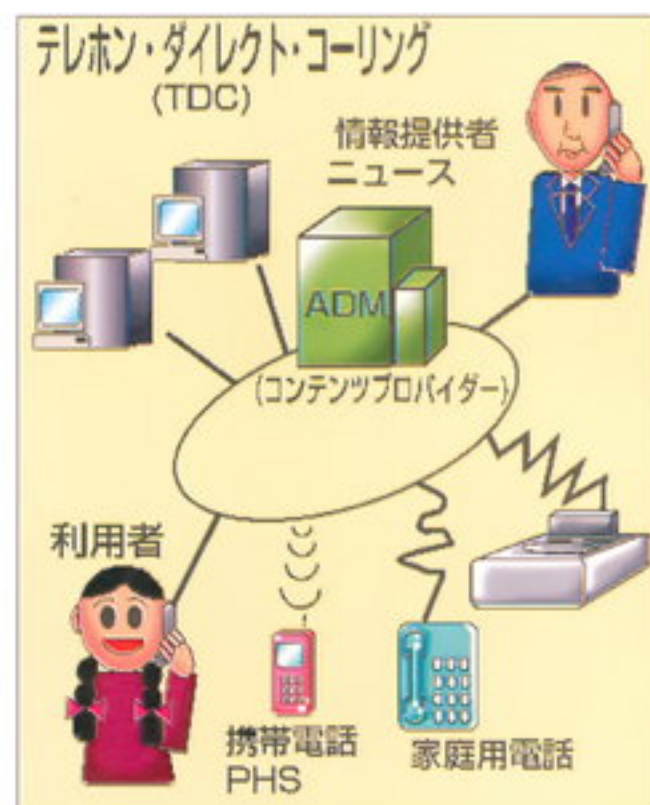 テレホン・ダイレクト・コーリング
(TDC)
情報提供者
ニュース
ADM
(コンテンツプロバイダー)
利用者
携帯電話
PHS
家庭用電話